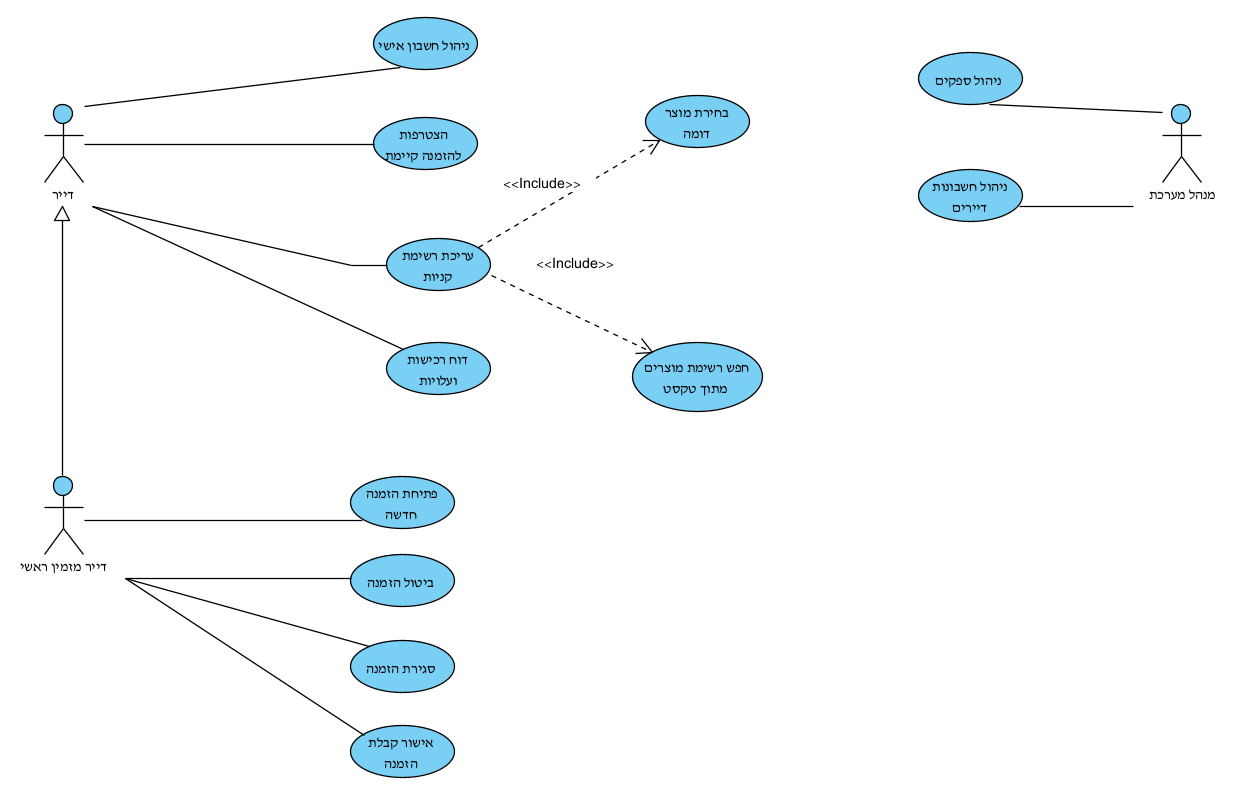 ניהול חשבון אישי
ניהול ספקים
בחירת מוצר
דומה
הצטרפות
להזמנה קיימת
<<Include>>
דייר
ניהול חשבונות
דיירים
מנהל מערכת
עריכת רשימת
קניות
<<Include>>
דוח רכישות
ועלויות
חפש רשימת מוצרים
מתוך טקסט
פתיחת הזמנה
חדשה
דייר מזמין ראשי
ביטול הזמנה
סגירת הזמנה
אישור קבלת
הזמנה